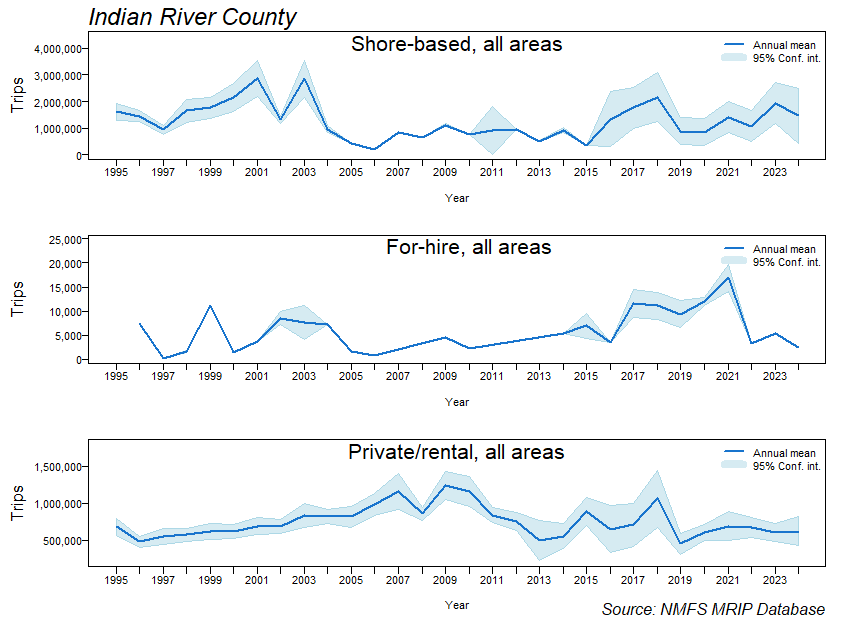 Indian River County
Shore-based, all areas
Annual mean
95% Conf. int.
Trips
4,000,000
3,000,000
2,000,000
1,000,000
0
1995 1997 1999 2001 2003 2005 2007 2009 2011 2013 2015 2017 2019 2021 2023
Year
For-hire, all areas
Annual mean
95% Conf. int.
Trips
25,000
20,000
15,000
10,000
5,000
0
1995 1997 1999 2001 2003 2005 2007 2009 2011 2013 2015 2017 2019 2021 2023
Year
Private/rental, all areas
Annual mean
95% Conf. int.
Trips
1,500,000
1,000,000
500,000
1995 1997 1999 2001 2003 2005 2007 2009 2011 2013 2015 2017 2019 2021 2023
Year
Source: NMFS MRIP Database